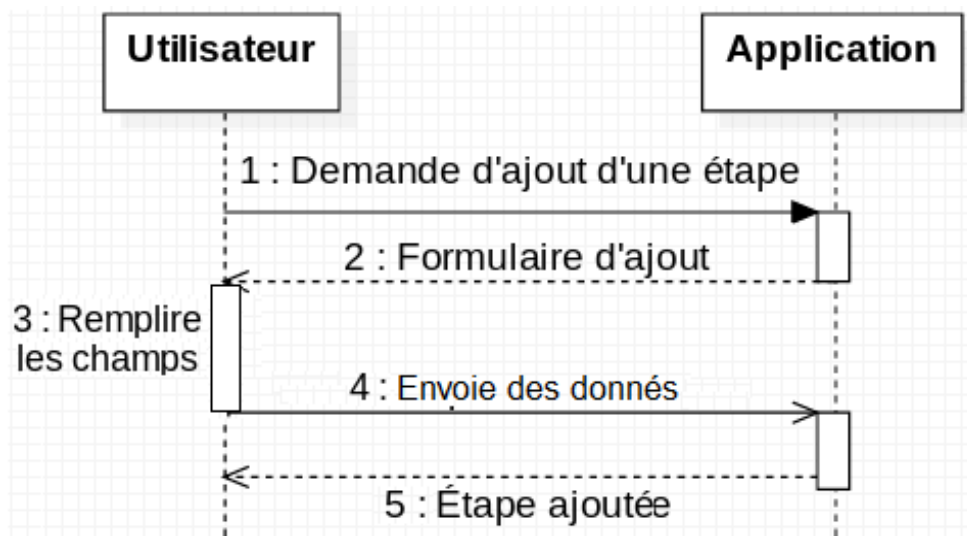 Utilisateur
Application
1 : Demande d'ajout d'une étape
2 : Formulaire d'ajout
3 : Remplire
les champs
4 : Envoie des donnés
5 : Étape ajoutée